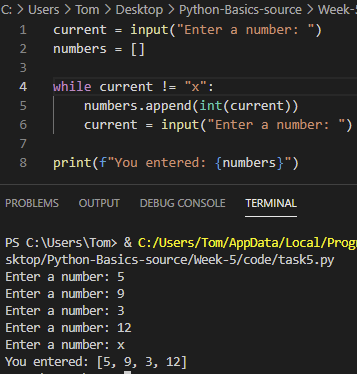 C: > Users > Tom > Desktop > Python-Basics-source > Week-5
1 current = input("Enter a number: ")
2 numbers = []
3
4 while current != "x":
5     numbers.append(int(current))
6     current = input("Enter a number: ")
7
8 print(f"You entered: {numbers}")
PROBLEMS OUTPUT DEBUG CONSOLE TERMINAL
PS C:\Users\Tom> & C:/Users/Tom/AppData/Local/Prog
sktop/Python-Basics-source/Week-5/code/task5.py
Enter a number: 5
Enter a number: 9
Enter a number: 3
Enter a number: 12
Enter a number: x
You entered: [5, 9, 3, 12]